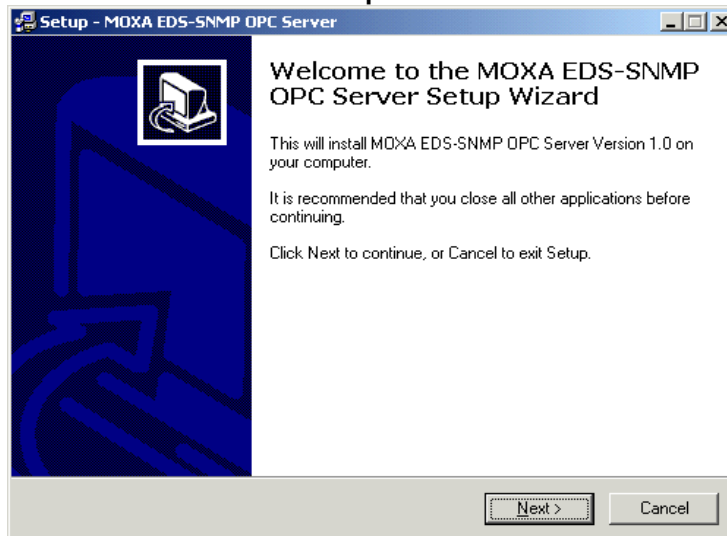 Setup - MOXA EDS-SNMP OPC Server
Welcome to the MOXA EDS-SNMP
OPC Server Setup Wizard
This will install MOXA EDS-SNMP OPC Server Version 1.0 on
your computer.
It is recommended that you close all other applications before
continuing.
Click Next to continue, or Cancel to exit Setup.
Next >
Cancel